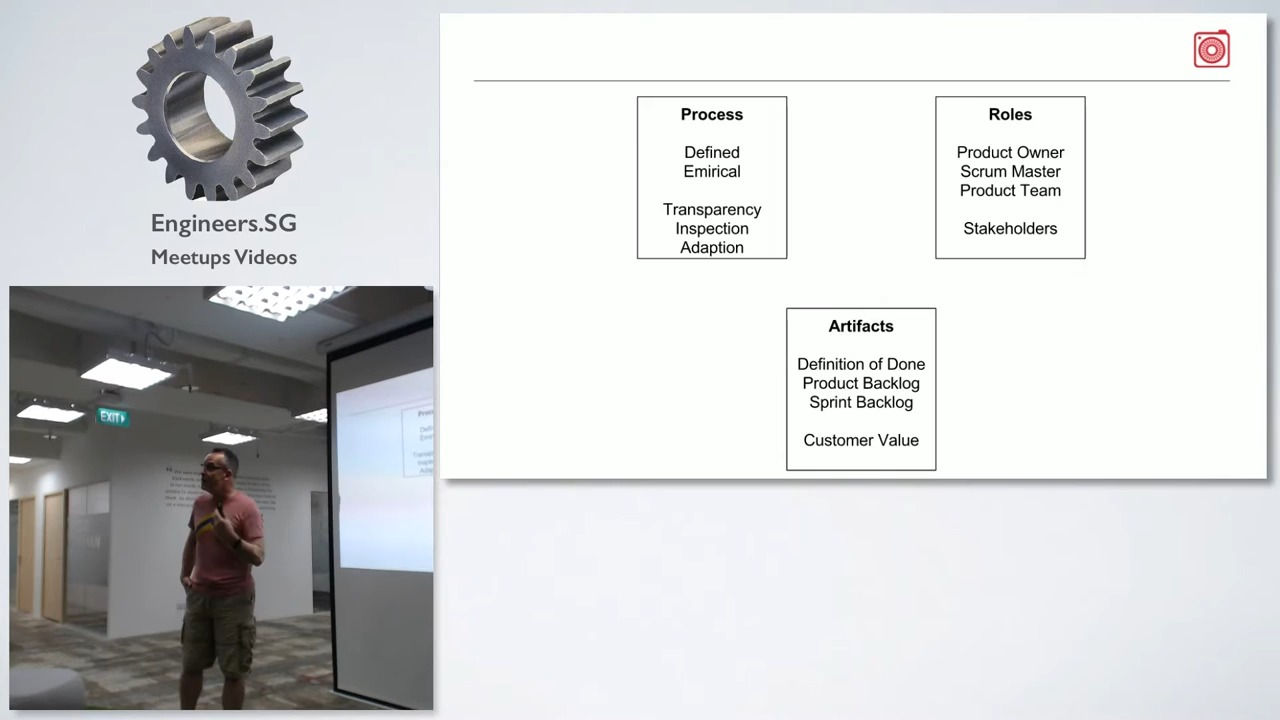 Engineers.SG
Meetups Videos
Process
Defined
Emirical
Transparency
Inspection
Adaption
Roles
Product Owner
Scrum Master
Product Team
Stakeholders
Artifacts
Definition of Done
Product Backlog
Sprint Backlog
Customer Value
EXIT